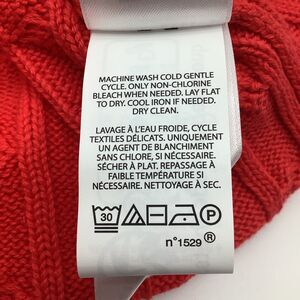 MACHINE WASH COLD GENTLE
CYCLE. ONLY NON-CHLORINE
BLEACH WHEN NEEDED. LAY FLAT
TO DRY. COOL IRON IF NEEDED.
DRY CLEAN.
LAVAGE À L'EAU FROIDE, CYCLE
TEXTILES DÉLICATS. UNIQUEMENT
UN AGENT DE BLANCHIMENT
SANS CHLORE, SI NÉCESSAIRE.
SÉCHER À PLAT. REPASSAGE À
FAIBLE TEMPÉRATURE SI
NÉCESSAIRE. NETTOYAGE À SEC.
30 P
n°1529 ®